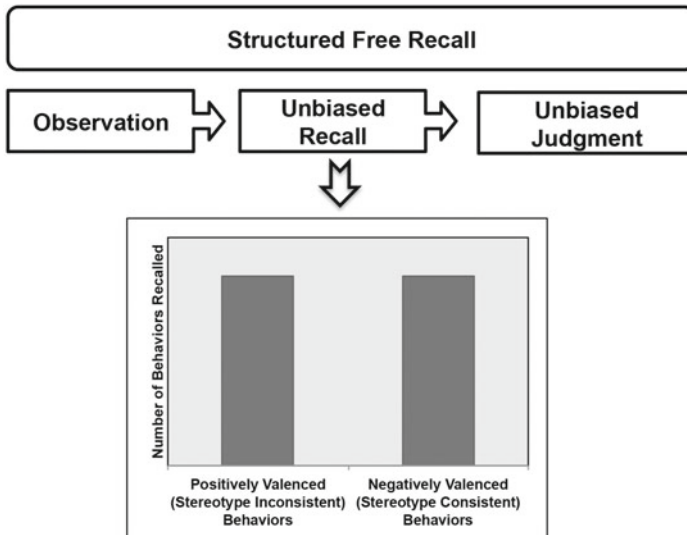 Structured Free Recall
Observation
Unbiased
Recall
Unbiased
Judgment
Number of Behaviors Recalled
Positively Valenced
(Stereotype Inconsistent)
Behaviors
Negatively Valenced
(Stereotype Consistent)
Behaviors